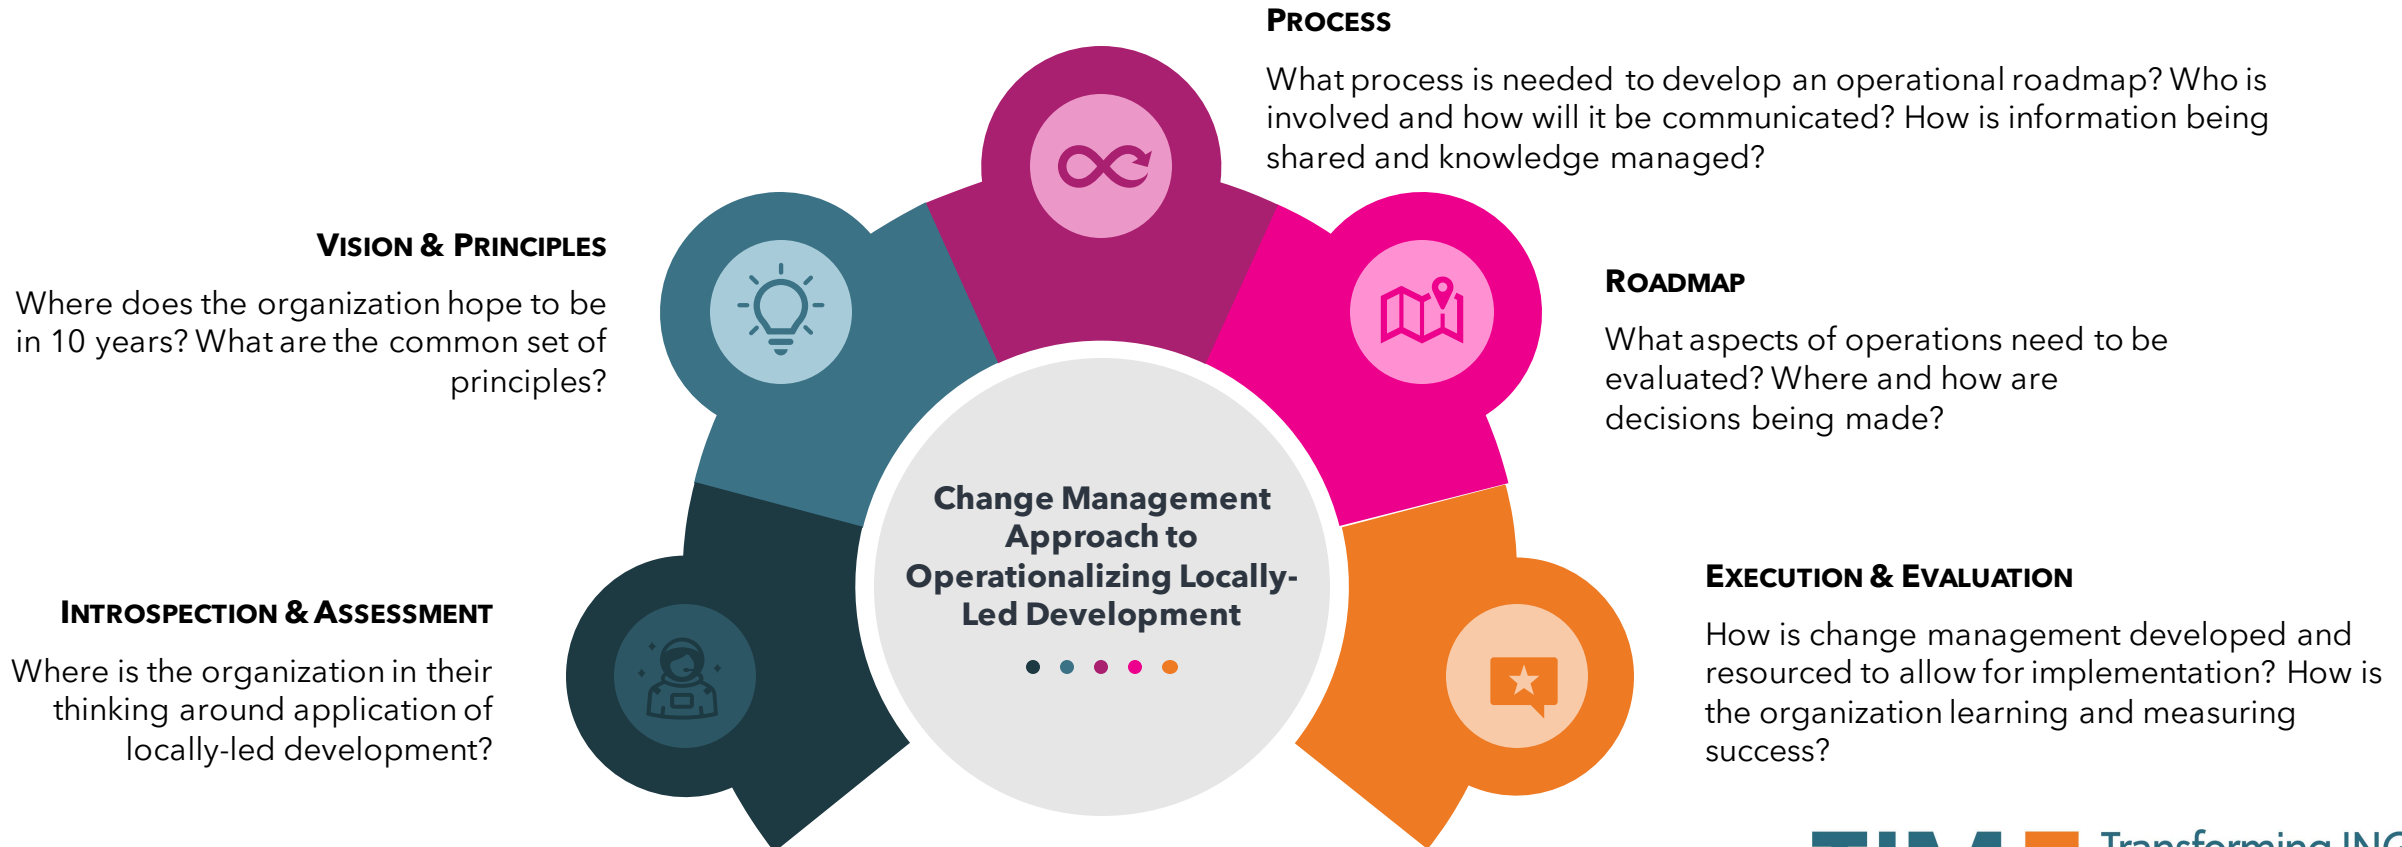 PROCESS
What process is needed to develop an operational roadmap? Who is
involved and how will it be communicated? How is information being
shared and knowledge managed?
VISION & PRINCIPLES
Where does the organization hope to be
in 10 years? What are the common set of
principles?
ROADMAP
What aspects of operations need to be
evaluated? Where and how are
decisions being made?
Change Management
Approach to
Operationalizing Locally-
Led Development
INTROSPECTION & ASSESSMENT
Where is the organization in their
thinking around application of
locally-led development?
EXECUTION & EVALUATION
How is change management developed and
resourced to allow for implementation? How is
the organization learning and measuring
success?
Transforming